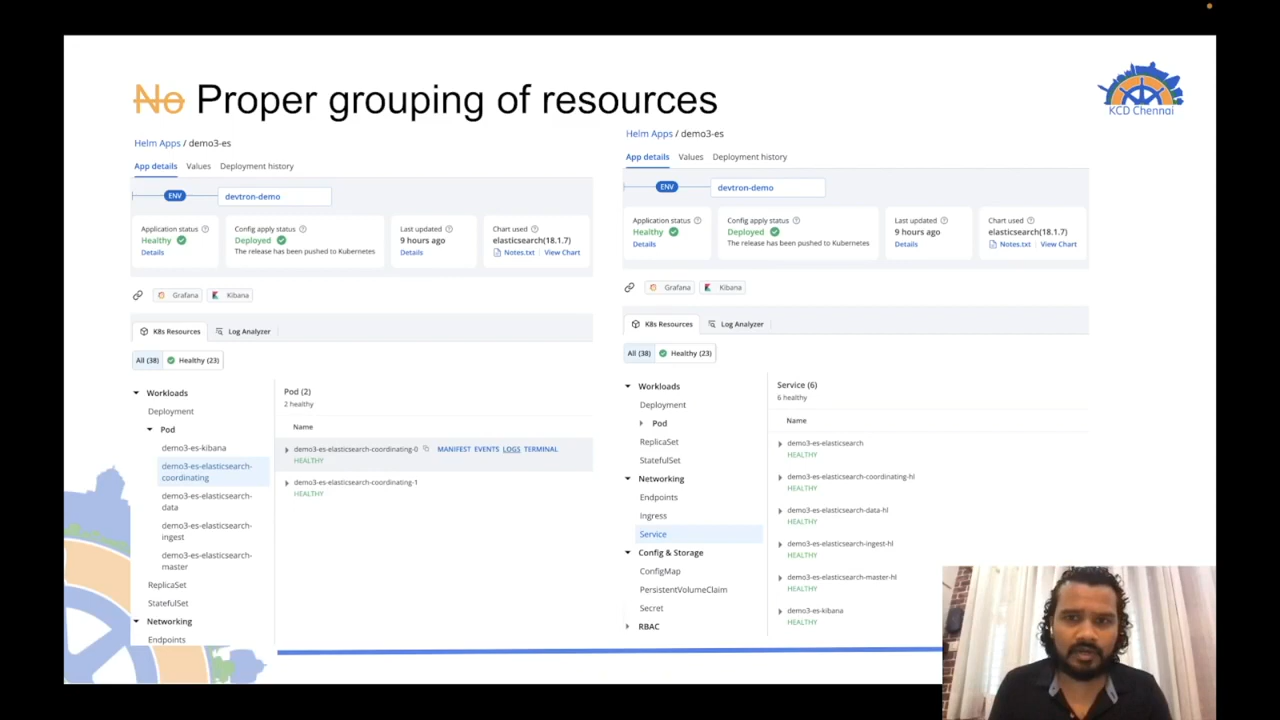 No Proper grouping of resources
KCD Chennai
Helm Apps / demo3-es
App details Values Deployment history
ENV devtron-demo
Application status Config apply status Last updated Chart used
Healthy Deployed 9 hours ago elasticsearch(18.1.7)
Details The release has been pushed to Kubernetes Details Notes.txt View Chart
Grafana Kibana
K8s Resources Log Analyzer
All (38) Healthy (23)
Workloads
Deployment
Pod
demo3-es-kibana
demo3-es-elasticsearch-
coordinating
demo3-es-elasticsearch-
data
demo3-es-elasticsearch-
ingest
demo3-es-elasticsearch-
master
ReplicaSet
StatefulSet
Networking
Endpoints
Pod (2)
2 healthy
Name
demo3-es-elasticsearch-coordinating-0 MANIFEST EVENTS LOGS TERMINAL
HEALTHY
demo3-es-elasticsearch-coordinating-1
HEALTHY
Helm Apps / demo3-es
App details Values Deployment history
ENV devtron-demo
Application status Config apply status Last updated Chart used
Healthy Deployed 9 hours ago elasticsearch(18.1.7)
Details The release has been pushed to Kubernetes Details Notes.txt View Chart
Grafana Kibana
K8s Resources Log Analyzer
All (38) Healthy (23)
Workloads
Deployment
Pod
ReplicaSet
StatefulSet
Networking
Endpoints
Ingress
Service
Config & Storage
ConfigMap
PersistentVolumeClaim
Secret
RBAC
Service (6)
6 healthy
Name
demo3-es-elasticsearch
HEALTHY
demo3-es-elasticsearch-coordinating-hl
HEALTHY
demo3-es-elasticsearch-data-hl
HEALTHY
demo3-es-elasticsearch-ingest-hl
HEALTHY
demo3-es-elasticsearch-master-hl
HEALTHY
demo3-es-kibana
HEALTHY